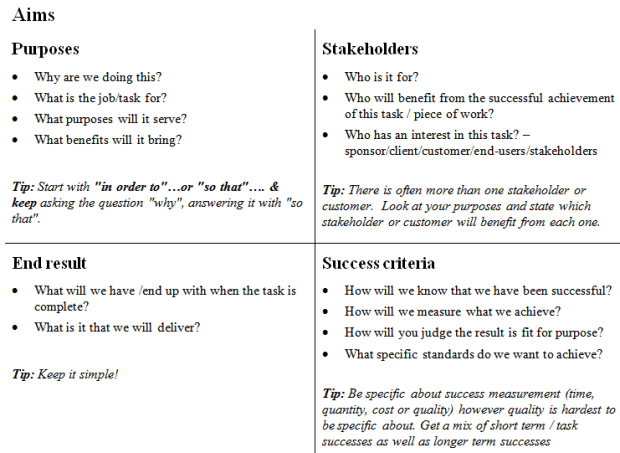 Aims
Purposes
• Why are we doing this?
• What is the job/task for?
• What purposes will it serve?
• What benefits will it bring?
Tip: Start with "in order to"…or "so that"…. &
keep asking the question "why", answering it with "so
that".
Stakeholders
• Who is it for?
• Who will benefit from the successful achievement
of this task / piece of work?
• Who has an interest in this task? –
sponsor/client/customer/end-users/stakeholders
Tip: There is often more than one stakeholder or
customer. Look at your purposes and state which
stakeholder or customer will benefit from each one.
End result
• What will we have /end up with when the task is
complete?
• What is it that we will deliver?
Tip: Keep it simple!
Success criteria
• How will we know that we have been successful?
• How will we measure what we achieve?
• How will you judge the result is fit for purpose?
• What specific standards do we want to achieve?
Tip: Be specific about success measurement (time,
quantity, cost or quality) however quality is hardest to
be specific about. Get a mix of short term / task
successes as well as longer term successes